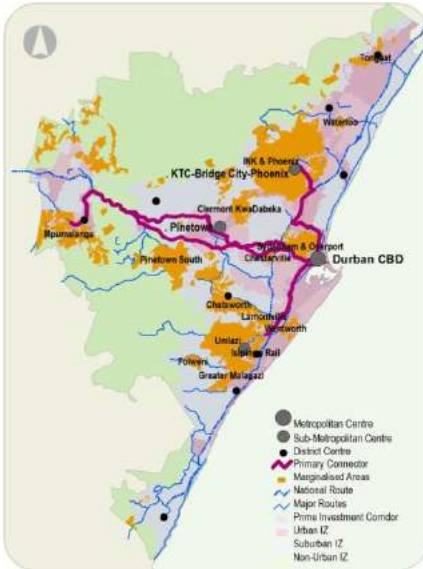 Tongaat
Waterloo
INK & Phoenix
KTC-Bridge City-Phoenix
Clermont KwaDabeka
Pinetown
Mpumalanga
Sydenham & Overport
Chesterville
Durban CBD
Pinetown South
Chatsworth
Lamontville
Wentworth
Umlazi
Isipingo Rail
Folweni
Greater Malagazi
Metropolitan Centre
Sub-Metropolitan Centre
District Centre
Primary Connector
Marginalised Areas
National Route
Major Routes
Prime Investment Corridor
Urban IZ
Suburban IZ
Non-Urban IZ